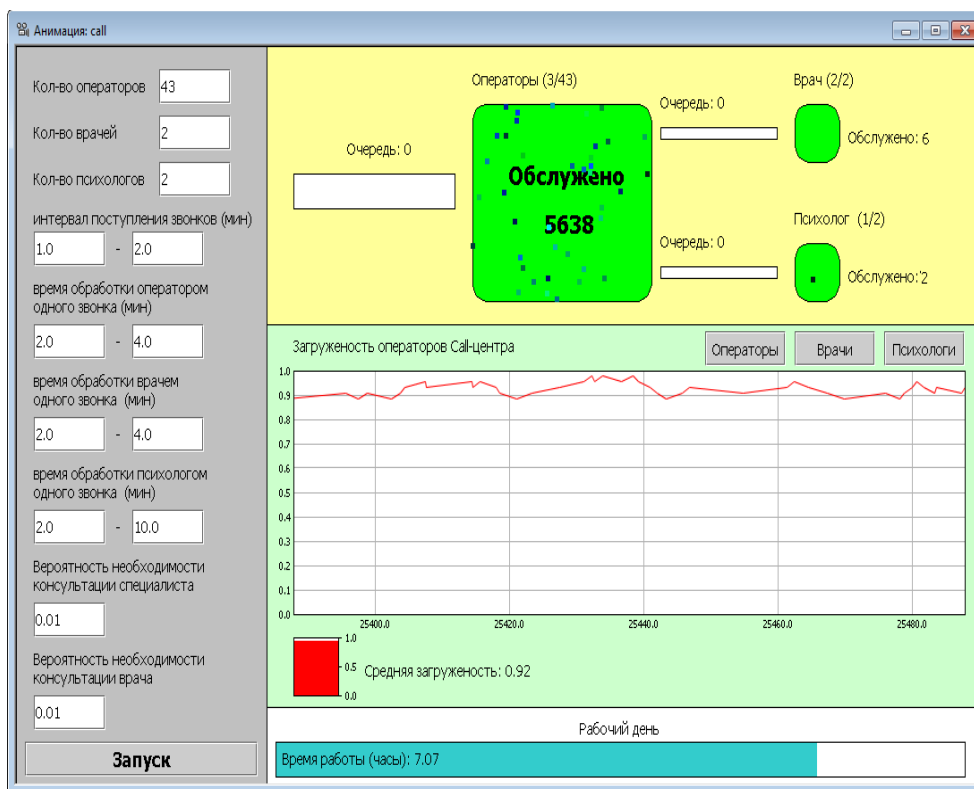 Анимация: call
Кол-во операторов 43
Кол-во врачей 2
Кол-во психологов 2
интервал поступления звонков (мин)
1.0 - 2.0
время обработки оператором
одного звонка (мин)
2.0 - 4.0
время обработки врачем
одного звонка (мин)
2.0 - 4.0
время обработки психологом
одного звонка (мин)
2.0 - 10.0
Вероятность необходимости
консультации специалиста
0.01
Вероятность необходимости
консультации врача
0.01
Запуск
Очередь: 0
Операторы (3/43)
Обслужено
5638
Очередь: 0
Врач (2/2)
Обслужено: 6
Очередь: 0
Психолог (1/2)
Обслужено: 2
Загруженость операторов Call-центра
Операторы
Врачи
Психологи
1.0
0.9
0.8
0.7
0.6
0.5
0.4
0.3
0.2
0.1
0.0
25400.0 25420.0 25440.0 25460.0 25480.0
1.0
0.5
0.0
Средняя загруженость: 0.92
Рабочий день
Время работы (часы): 7.07